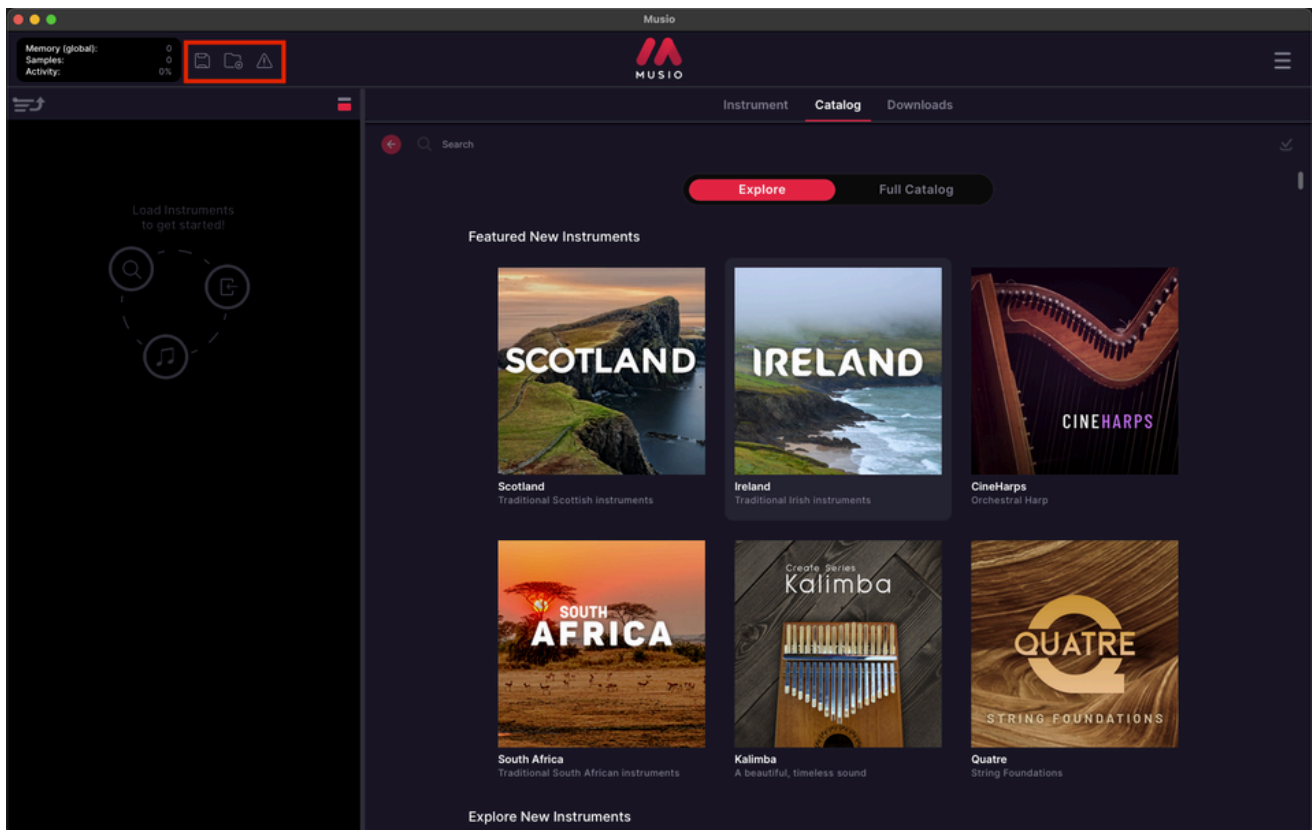 Musio
Memory (global): 0
Samples: 0
Activity: 0%
MUSIO
Instrument Catalog Downloads
Search
Explore Full Catalog
Load Instruments
to get started!
Featured New Instruments
SCOTLAND
IRELAND
CINEHARPS
Scotland
Traditional Scottish instruments
Ireland
Traditional Irish instruments
CineHarps
Orchestral Harp
SOUTH
AFRICA
Create Series
Kalimba
QUATRE
STRING FOUNDATIONS
South Africa
Traditional South African instruments
Kalimba
A beautiful, timeless sound
Quatre
String Foundations
Explore New Instruments